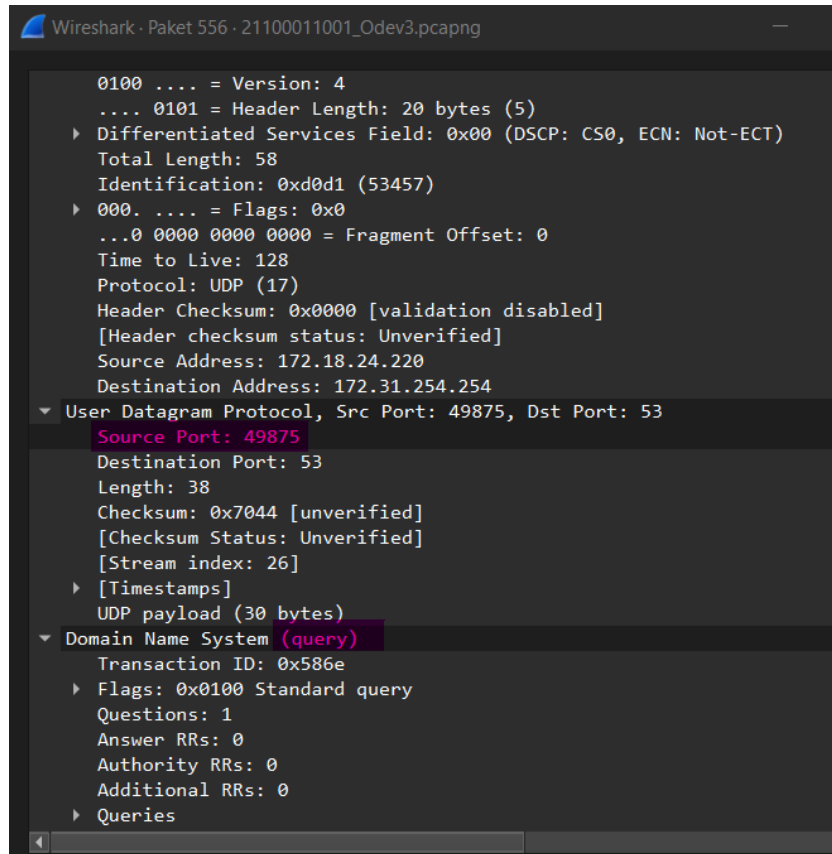 Wireshark · Paket 556 · 21100011001_Odev3.pcapng
0100 .... = Version: 4
.... 0101 = Header Length: 20 bytes (5)
Differentiated Services Field: 0x00 (DSCP: CS0, ECN: Not-ECT)
Total Length: 58
Identification: 0xd0d1 (53457)
000. .... = Flags: 0x0
...0 0000 0000 0000 = Fragment Offset: 0
Time to Live: 128
Protocol: UDP (17)
Header Checksum: 0x0000 [validation disabled]
[Header checksum status: Unverified]
Source Address: 172.18.24.220
Destination Address: 172.31.254.254
User Datagram Protocol, Src Port: 49875, Dst Port: 53
Source Port: 49875
Destination Port: 53
Length: 38
Checksum: 0x7044 [unverified]
[Checksum Status: Unverified]
[Stream index: 26]
[Timestamps]
UDP payload (30 bytes)
Domain Name System (query)
Transaction ID: 0x586e
Flags: 0x0100 Standard query
Questions: 1
Answer RRs: 0
Authority RRs: 0
Additional RRs: 0
Queries